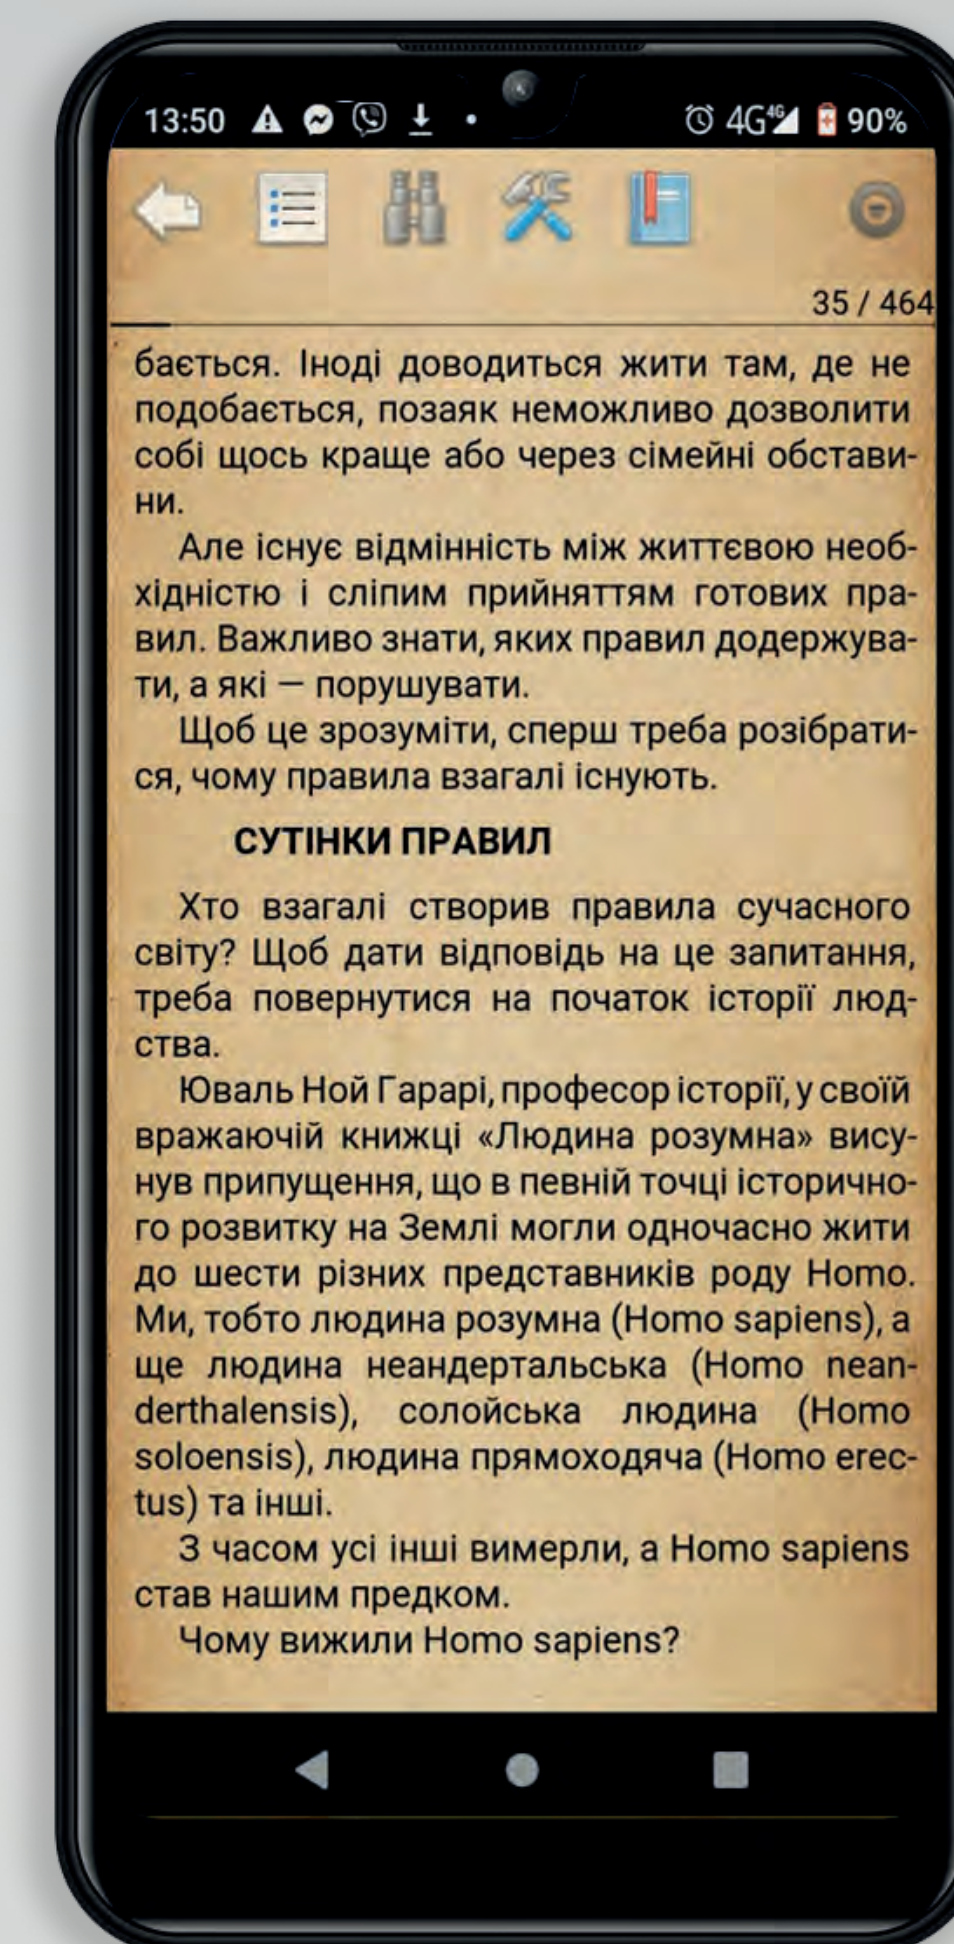 13:50
4G 4G 90%
35 / 464
бається. Іноді доводиться жити там, де не
подобається, позаяк неможливо дозволити
собі щось краще або через сімейні обстави-
ни.
Але існує відмінність між життєвою необ-
хідністю і сліпим прийняттям готових пра-
вил. Важливо знати, яких правил додержува-
ти, а які — порушувати.
Щоб це зрозуміти, сперш треба розібрати-
ся, чому правила взагалі існують.
СУТІНКИ ПРАВИЛ
Хто взагалі створив правила сучасного
світу? Щоб дати відповідь на це запитання,
треба повернутися на початок історії люд-
ства.
Юваль Ной Гарарі, професор історії, у своїй
вражаючій книжці «Людина розумна» вису-
нув припущення, що в певній точці історично-
го розвитку на Землі могли одночасно жити
до шести різних представників роду Homo.
Ми, тобто людина розумна (Homo sapiens), а
ще людина неандертальська (Homo nean-
derthalensis), солойська людина (Homo
soloensis), людина прямоходяча (Homo erec-
tus) та інші.
З часом усі інші вимерли, а Homo sapiens
став нашим предком.
Чому вижили Homo sapiens?